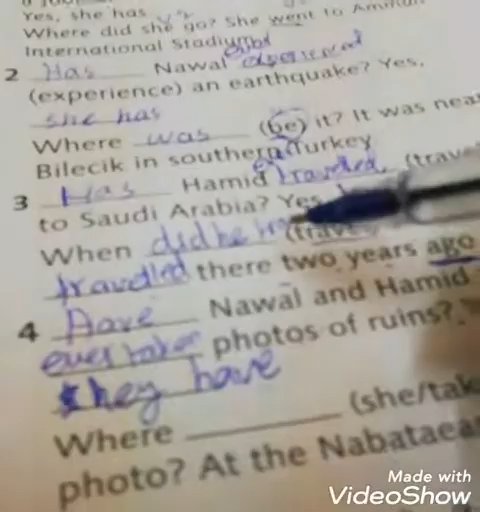 Yes, she has
Where did she go? She went to Amman
International Stadium
2 Has Nawal experienced
(experience) an earthquake? Yes,
she has
Where was (be) it? It was near
Bilecik in southern Turkey
3 Has Hamid travelled
to Saudi Arabia? Yes
When did he
travelled there two years ago
4 Have Nawal and Hamid
ever taken photos of ruins?
they have
Where (she/take
photo? At the Nabataean
Made with
VideoShow